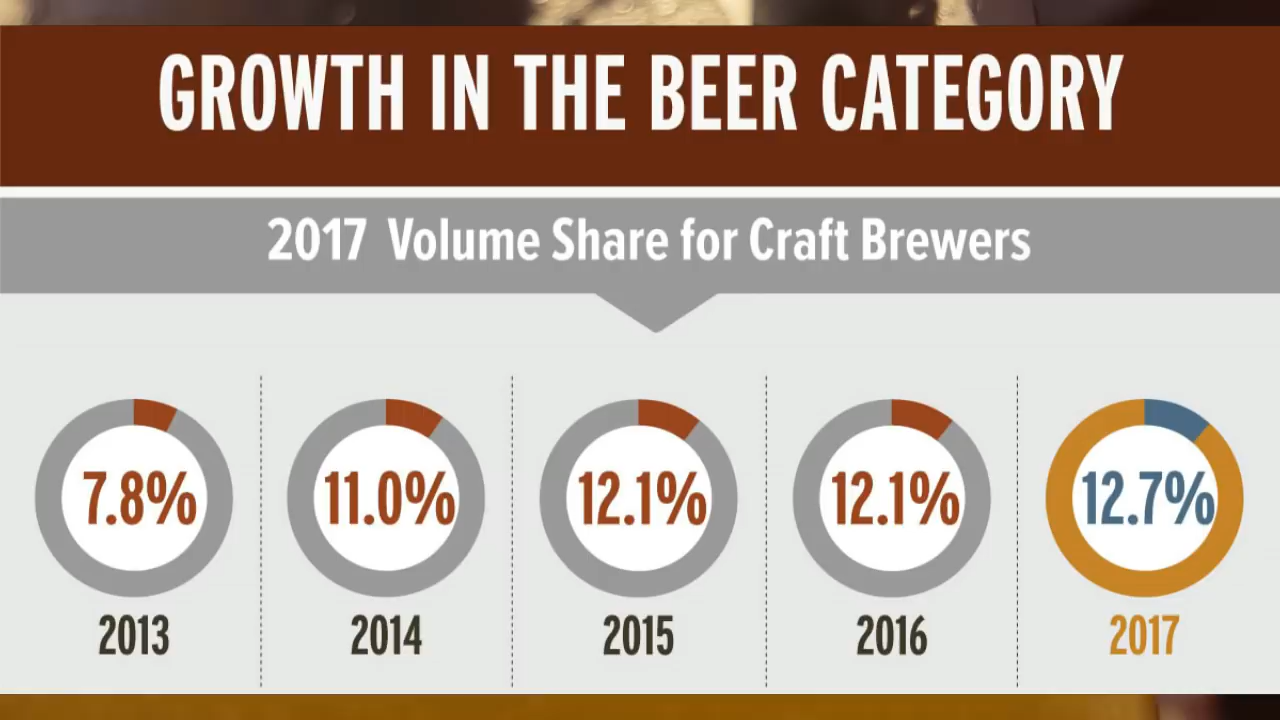 GROWTH IN THE BEER CATEGORY
2017 Volume Share for Craft Brewers
7.8% 11.0% 12.1% 12.1% 12.7%
2013 2014 2015 2016 2017